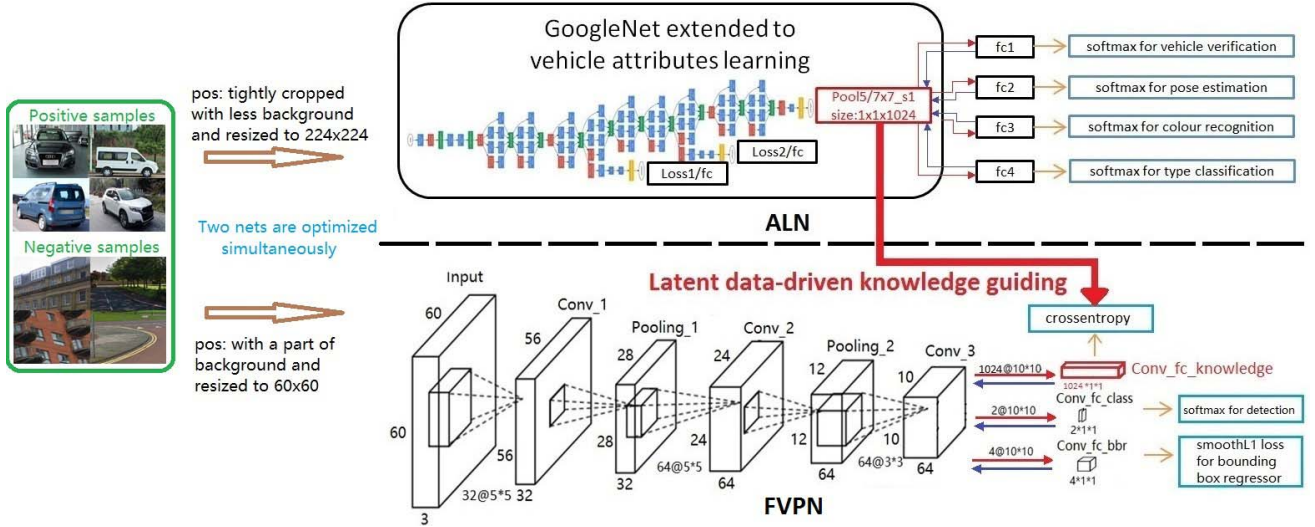 GoogleNet extended to
vehicle attributes learning
Pool5/7x7_s1
size:1x1x1024
Loss1/fc
Loss2/fc
fc1
softmax for vehicle verification
fc2
softmax for pose estimation
fc3
softmax for colour recognition
fc4
softmax for type classification
ALN
Positive samples
Negative samples
pos: tightly cropped
with less background
and resized to 224x224
Two nets are optimized
simultaneously
pos: with a part of
background and
resized to 60x60
Latent data-driven knowledge guiding
crossentropy
Input
60
60
3
32@5*5
Conv_1
56
56
32
Pooling_1
28
28
32
64@5*5
Conv_2
24
24
64
Pooling_2
12
12
64
64@3*3
Conv_3
10
10
64
1024@10*10
1024*1*1
Conv_fc_knowledge
2@10*10
Conv_fc_class
2*1*1
softmax for detection
4@10*10
Conv_fc_bbr
4*1*1
smoothL1 loss
for bounding
box regressor
FVPN